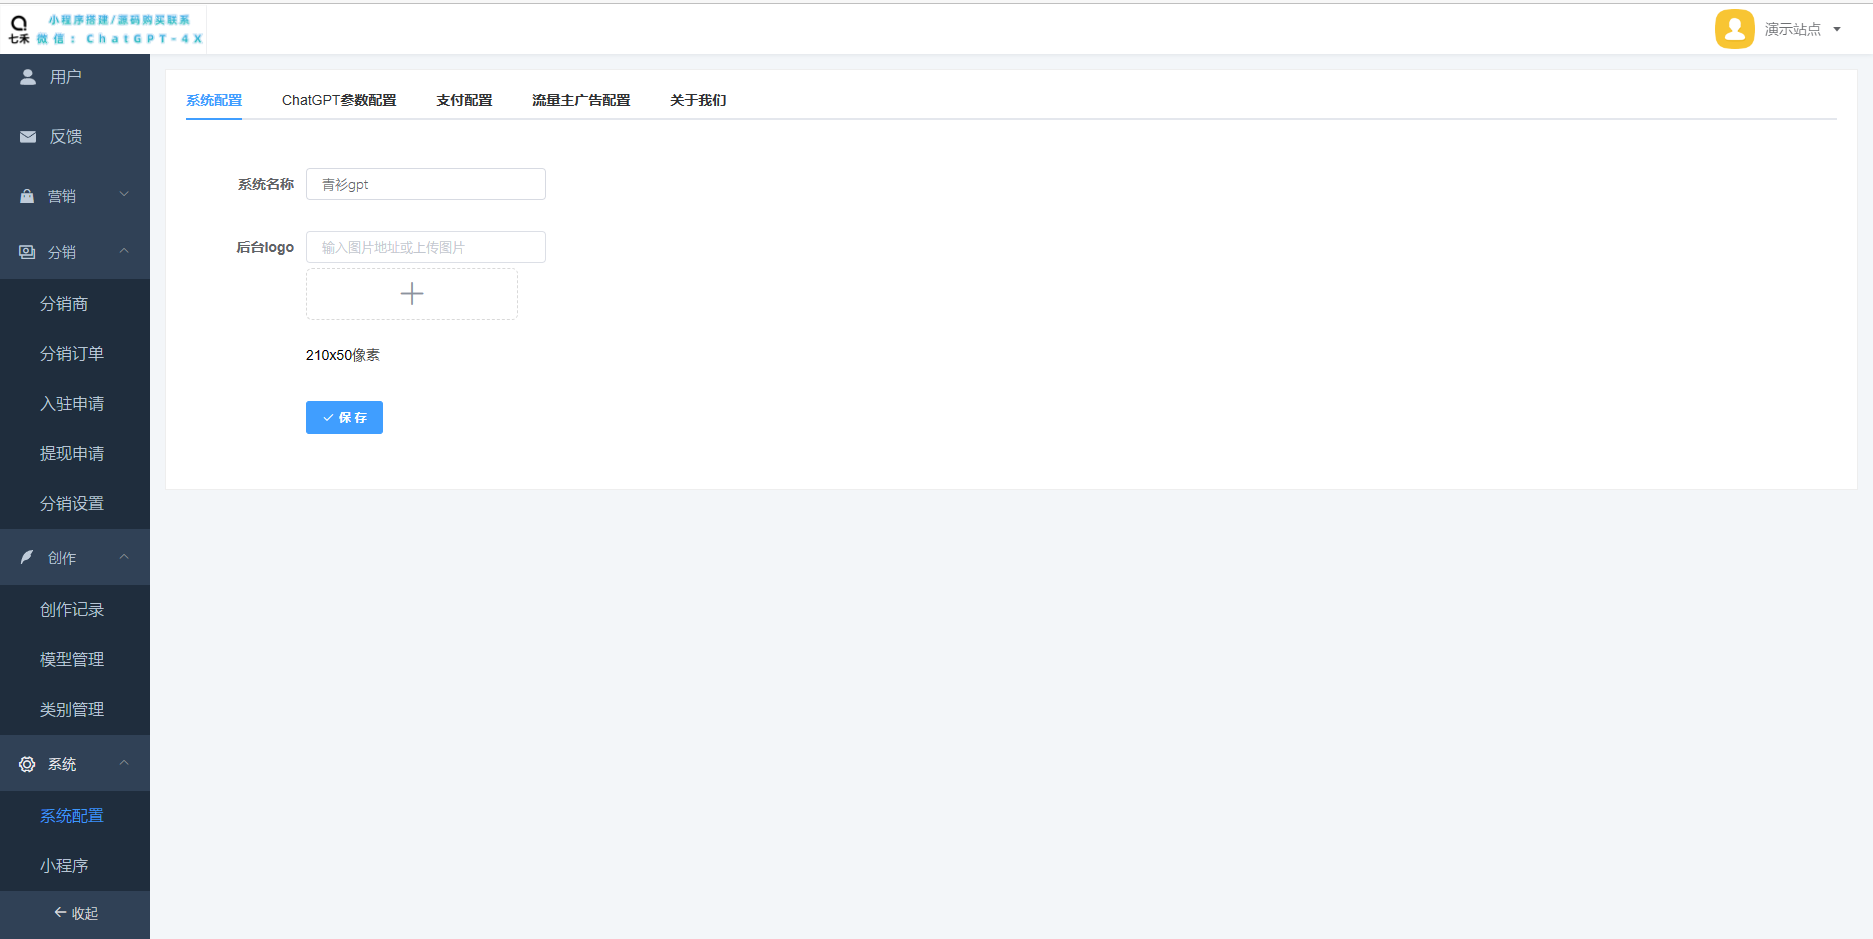 七禾
小程序搭建/源码购买联系
微信：ChatGPT-4X
演示站点
用户
反馈
营销
分销
分销商
分销订单
入驻申请
提现申请
分销设置
创作
创作记录
模型管理
类别管理
系统
系统配置
小程序
收起
系统配置 ChatGPT参数配置 支付配置 流量主广告配置 关于我们
系统名称 青衫gpt
后台logo 输入图片地址或上传图片
210x50像素
保 存